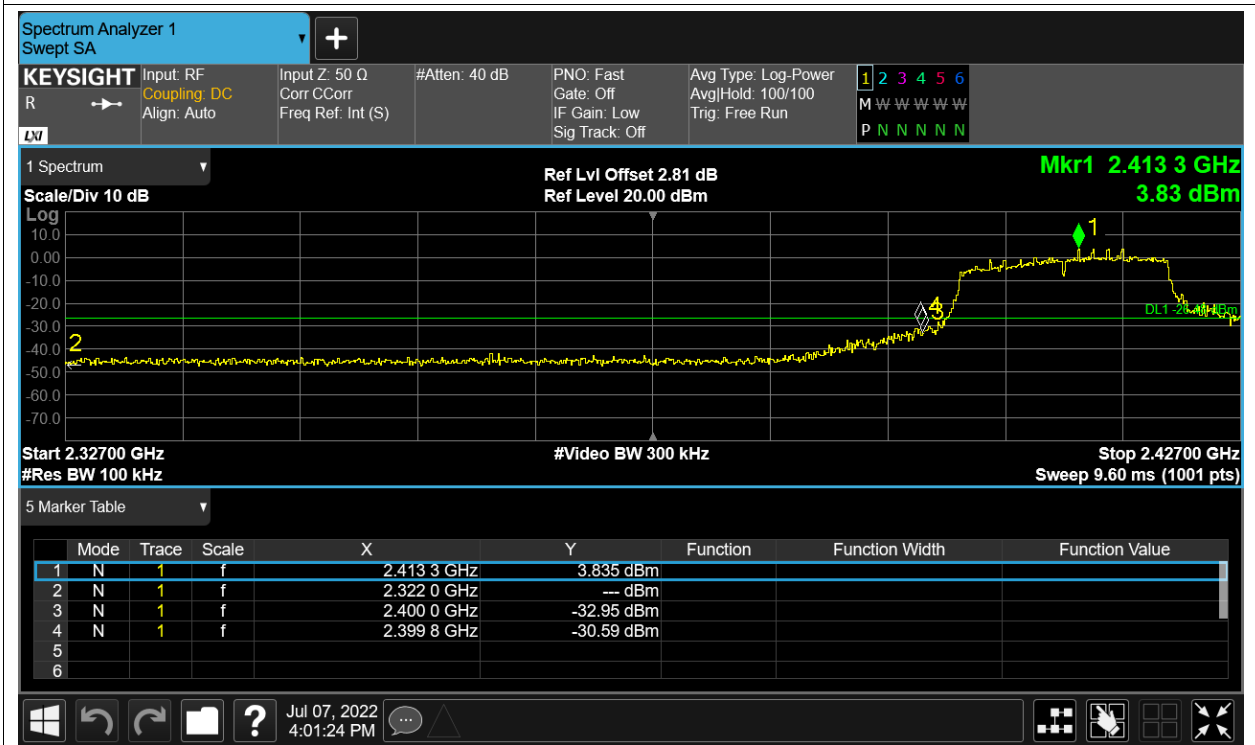 Spectrum Analyzer 1
Swept SA
KEYSIGHT Input: RF Input Z: 50 Ω #Atten: 40 dB PNO: Fast Avg Type: Log-Power 1 2 3 4 5 6
R Coupling: DC Corr CCorr Gate: Off Avg|Hold: 100/100 M W W W W W
Align: Auto Freq Ref: Int (S) IF Gain: Low Trig: Free Run
LXI Sig Track: Off P N N N N N
1 Spectrum Ref Lvl Offset 2.81 dB Mkr1 2.413 3 GHz
Scale/Div 10 dB Ref Level 20.00 dBm 3.83 dBm
Log
10.0 1
0.00
-10.0
-20.0 4
3
-30.0
-40.0 2
-50.0
-60.0
-70.0
Start 2.32700 GHz #Video BW 300 kHz Stop 2.42700 GHz
#Res BW 100 kHz Sweep 9.60 ms (1001 pts)
5 Marker Table
Mode Trace Scale X Y Function Function Width Function Value
1 N 1 f 2.413 3 GHz 3.835 dBm
2 N 1 f 2.322 0 GHz --- dBm
3 N 1 f 2.400 0 GHz -32.95 dBm
4 N 1 f 2.399 8 GHz -30.59 dBm
5
6
? Jul 07, 2022
4:01:24 PM